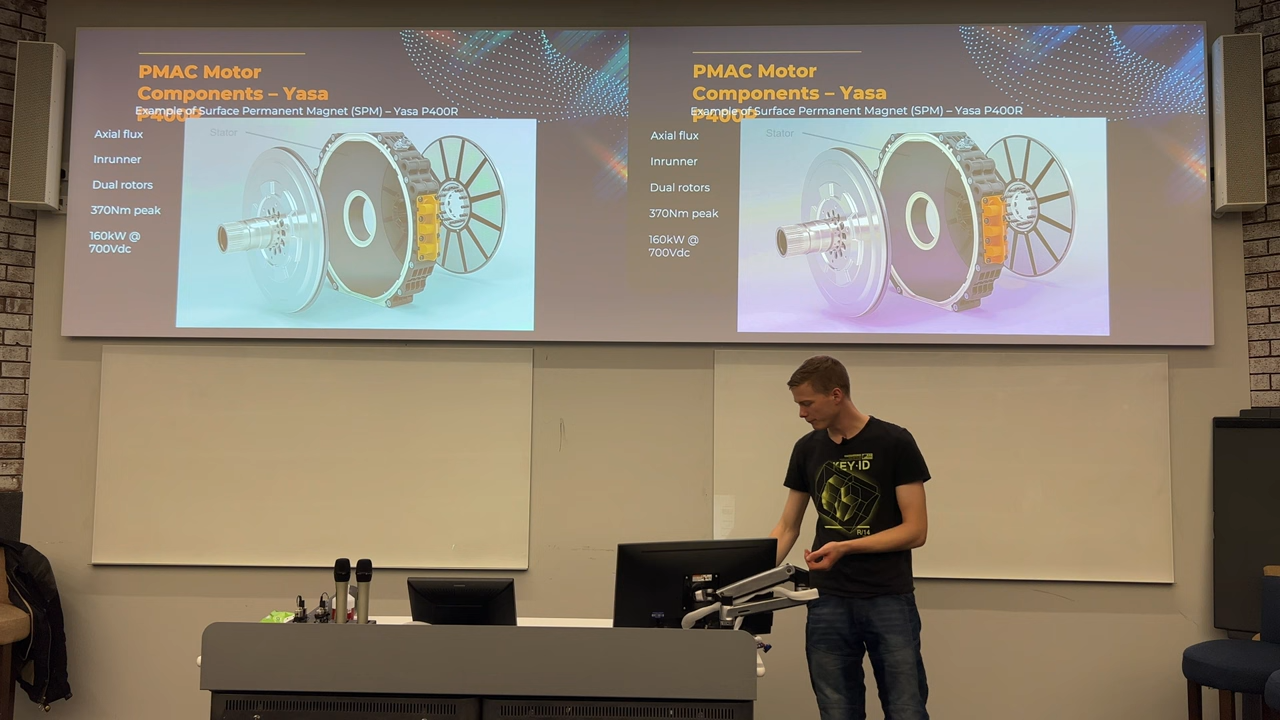 PMAC Motor
Components – Yasa
P400R
Example of Surface Permanent Magnet (SPM) – Yasa P400R
Stator
Axial flux
Inrunner
Dual rotors
370Nm peak
160kW @
700Vdc
PMAC Motor
Components – Yasa
P400R
Example of Surface Permanent Magnet (SPM) – Yasa P400R
Stator
Axial flux
Inrunner
Dual rotors
370Nm peak
160kW @
700Vdc
KEY-ID
R/14